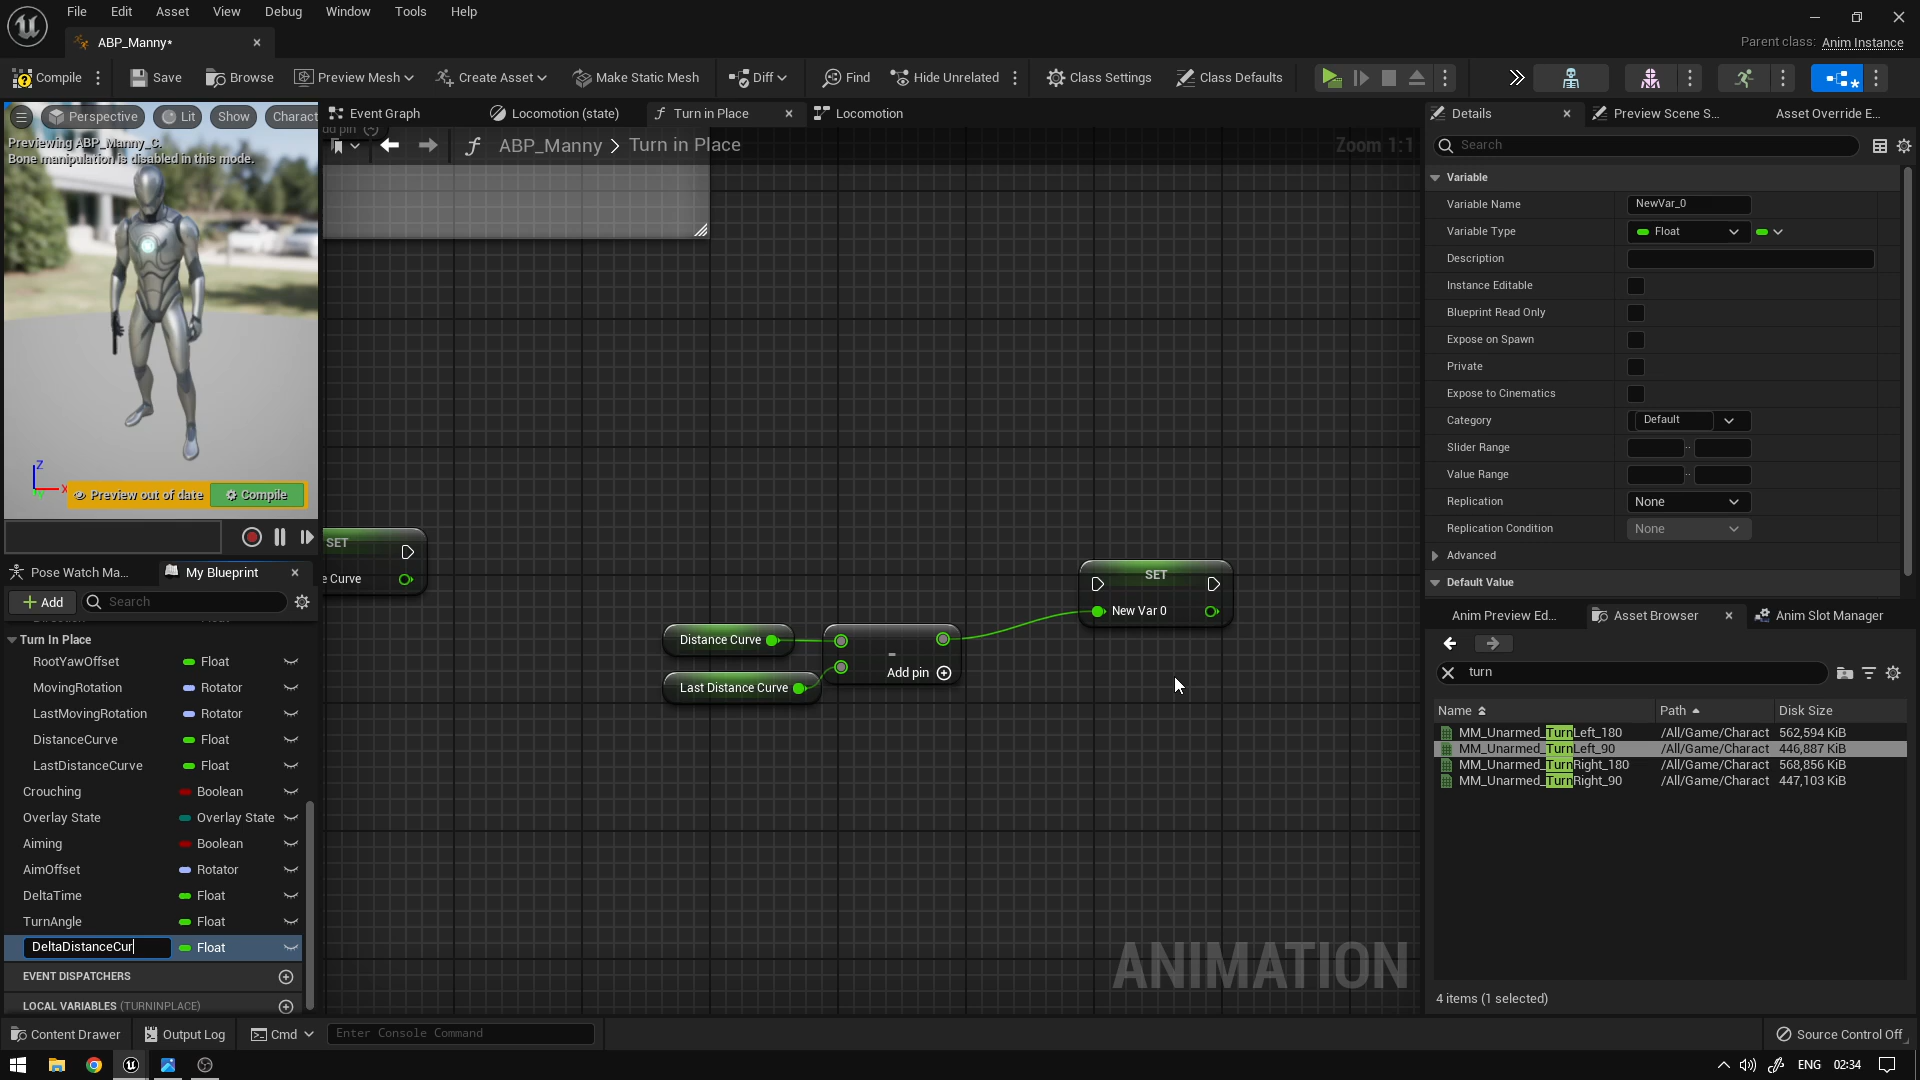 File Edit Asset View Debug Window Tools Help
ABP_Manny*
Parent class: Anim Instance
Compile Save Browse Preview Mesh Create Asset Make Static Mesh Diff Find Hide Unrelated Class Settings Class Defaults
Perspective Lit Show Charact
Previewing ABP_Manny_C.
Bone manipulation is disabled in this mode.
Z
X
Preview out of date Compile
Event Graph Locomotion (state) Turn in Place Locomotion
ABP_Manny > Turn in Place
Zoom 1:1
SET
e Curve
Distance Curve
Last Distance Curve
-
Add pin
SET
New Var 0
ANIMATION
Pose Watch Ma... My Blueprint
Add Search
Turn In Place
RootYawOffset Float
MovingRotation Rotator
LastMovingRotation Rotator
DistanceCurve Float
LastDistanceCurve Float
Crouching Boolean
Overlay State Overlay State
Aiming Boolean
AimOffset Rotator
DeltaTime Float
TurnAngle Float
DeltaDistanceCur Float
EVENT DISPATCHERS
LOCAL VARIABLES (TURNINPLACE)
Details Preview Scene S... Asset Override E...
Search
Variable
Variable Name NewVar_0
Variable Type Float
Description
Instance Editable
Blueprint Read Only
Expose on Spawn
Private
Expose to Cinematics
Category Default
Slider Range ..
Value Range ..
Replication None
Replication Condition None
Advanced
Default Value
Anim Preview Ed... Asset Browser Anim Slot Manager
turn
Name Path Disk Size
MM_Unarmed_TurnLeft_180 /All/Game/Charact 562,594 KiB
MM_Unarmed_TurnLeft_90 /All/Game/Charact 446,887 KiB
MM_Unarmed_TurnRight_180 /All/Game/Charact 568,856 KiB
MM_Unarmed_TurnRight_90 /All/Game/Charact 447,103 KiB
4 items (1 selected)
Content Drawer Output Log Cmd Enter Console Command Source Control Off
ENG 02:34